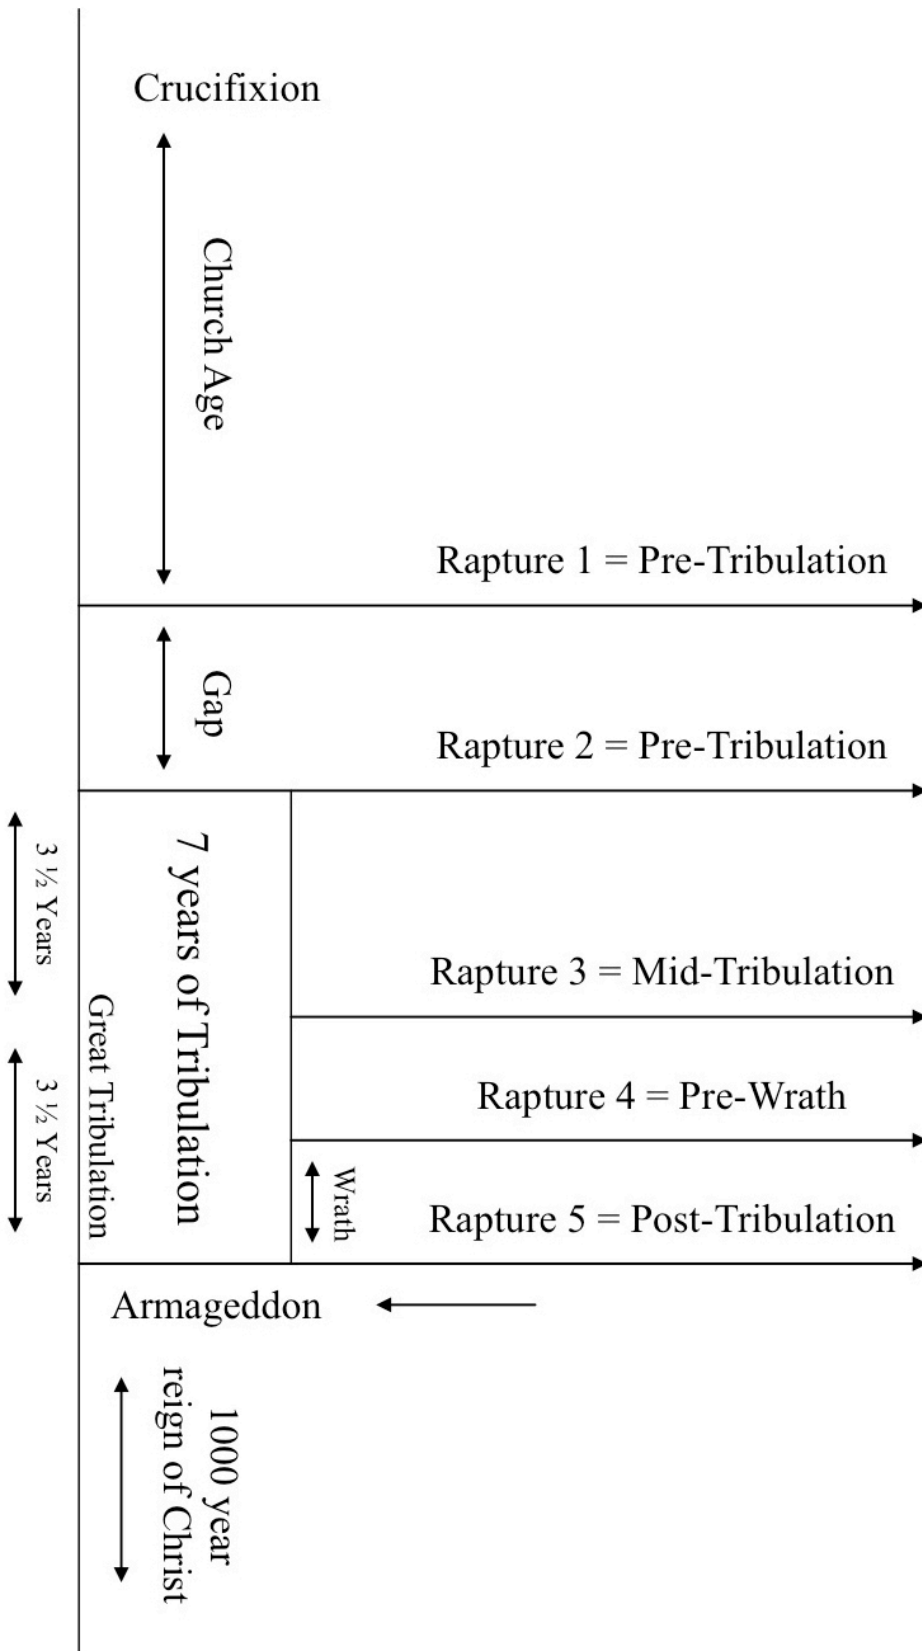 Crucifixion
Church Age
Rapture 1 = Pre-Tribulation
Gap
Rapture 2 = Pre-Tribulation
3 ½ Years
7 years of Tribulation
Rapture 3 = Mid-Tribulation
Great Tribulation
3 ½ Years
Rapture 4 = Pre-Wrath
Wrath
Rapture 5 = Post-Tribulation
Armageddon
1000 year
reign of Christ